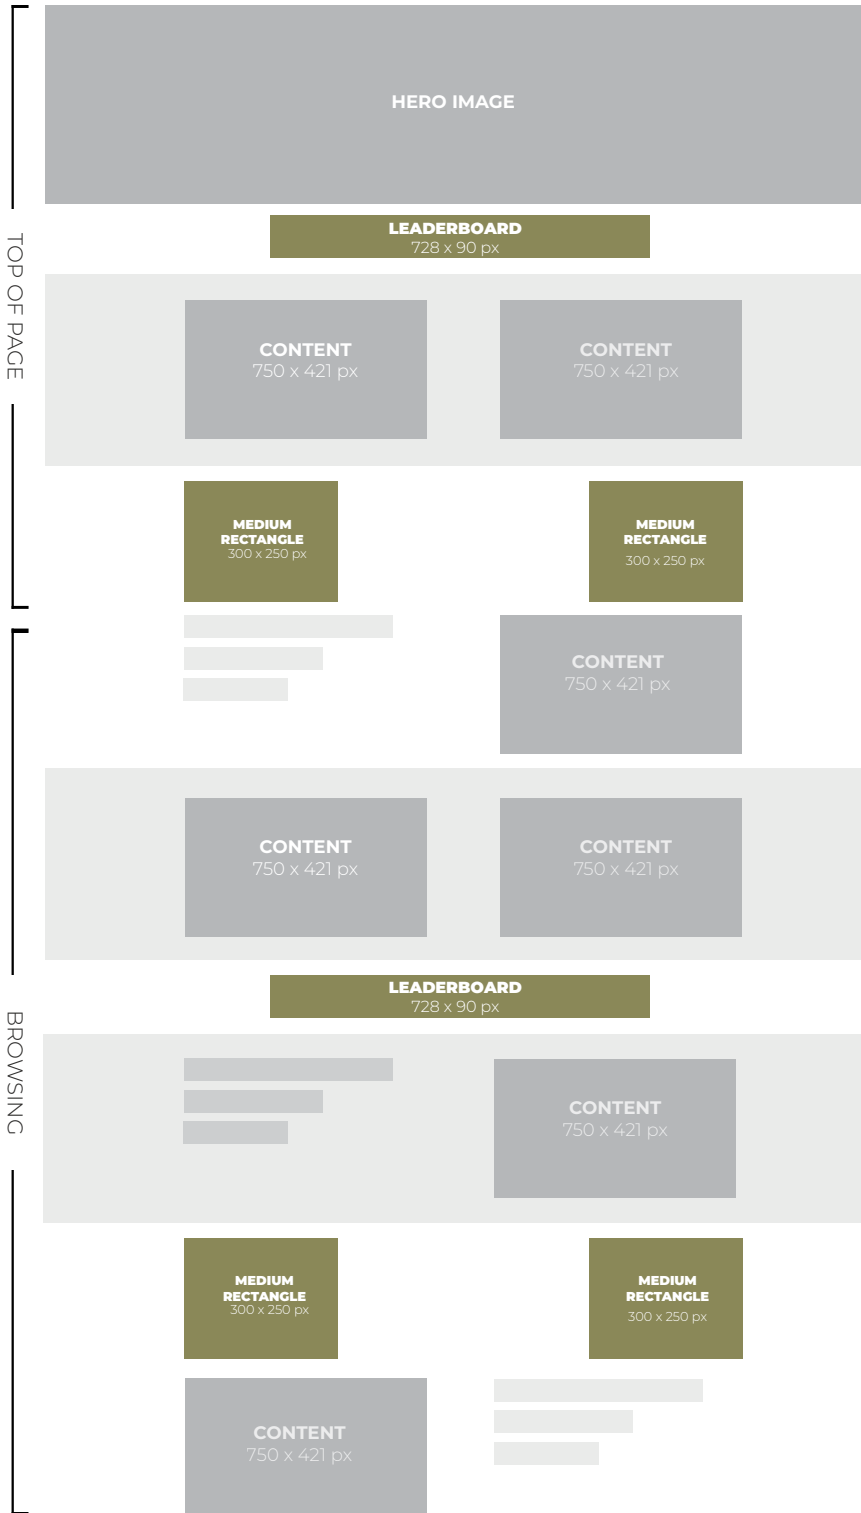 HERO IMAGE
LEADERBOARD
728 x 90 px
TOP OF PAGE
CONTENT
750 x 421 px
CONTENT
750 x 421 px
MEDIUM
RECTANGLE
300 x 250 px
MEDIUM
RECTANGLE
300 x 250 px
CONTENT
750 x 421 px
CONTENT
750 x 421 px
CONTENT
750 x 421 px
LEADERBOARD
728 x 90 px
BROWSING
CONTENT
750 x 421 px
MEDIUM
RECTANGLE
300 x 250 px
MEDIUM
RECTANGLE
300 x 250 px
CONTENT
750 x 421 px